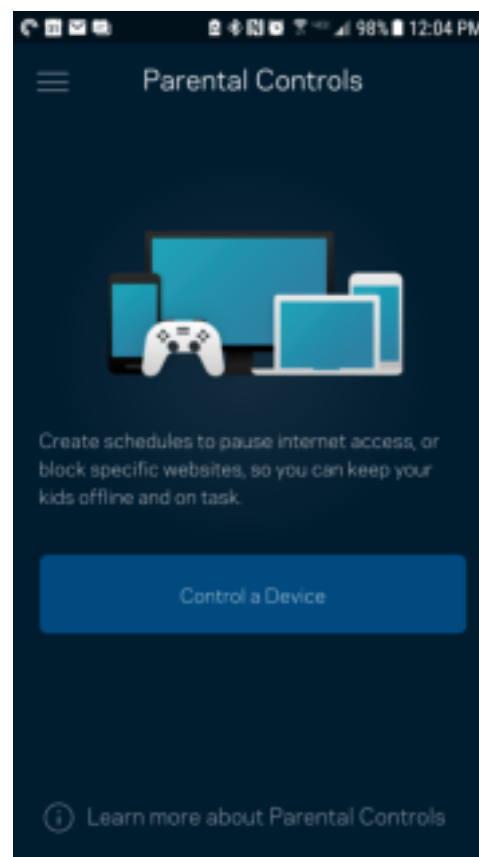 98% 12:04 PM
Parental Controls
Create schedules to pause internet access, or
block specific websites, so you can keep your
kids offline and on task.
Control a Device
Learn more about Parental Controls